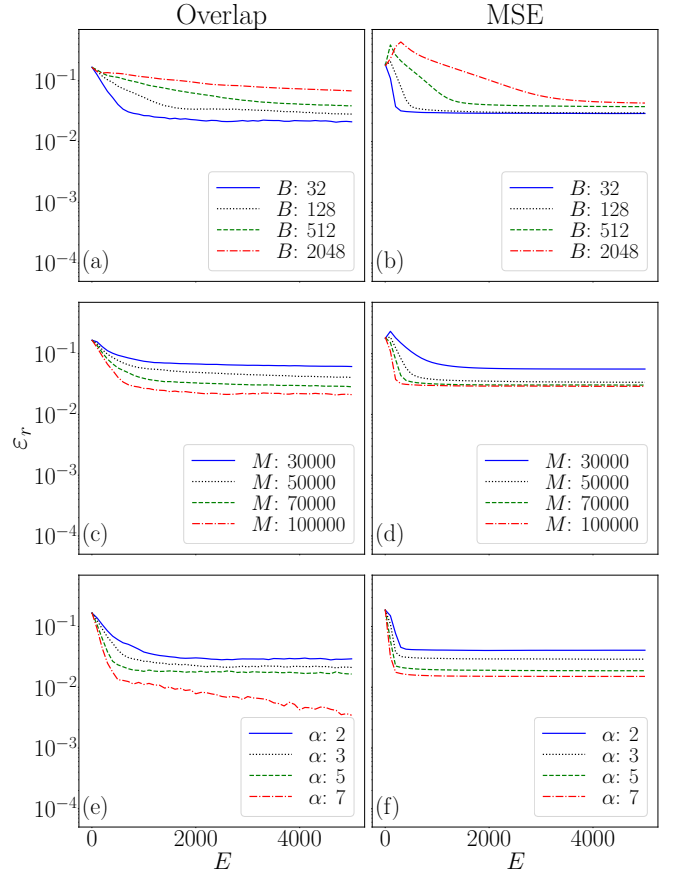 Overlap
MSE
10⁻¹
10⁻²
10⁻³
10⁻⁴
B: 32
B: 128
B: 512
B: 2048
(a)
B: 32
B: 128
B: 512
B: 2048
(b)
εᵣ
10⁻¹
10⁻²
10⁻³
10⁻⁴
M: 30000
M: 50000
M: 70000
M: 100000
(c)
M: 30000
M: 50000
M: 70000
M: 100000
(d)
10⁻¹
10⁻²
10⁻³
10⁻⁴
α: 2
α: 3
α: 5
α: 7
(e)
α: 2
α: 3
α: 5
α: 7
(f)
0 2000 4000
0 2000 4000
E
E